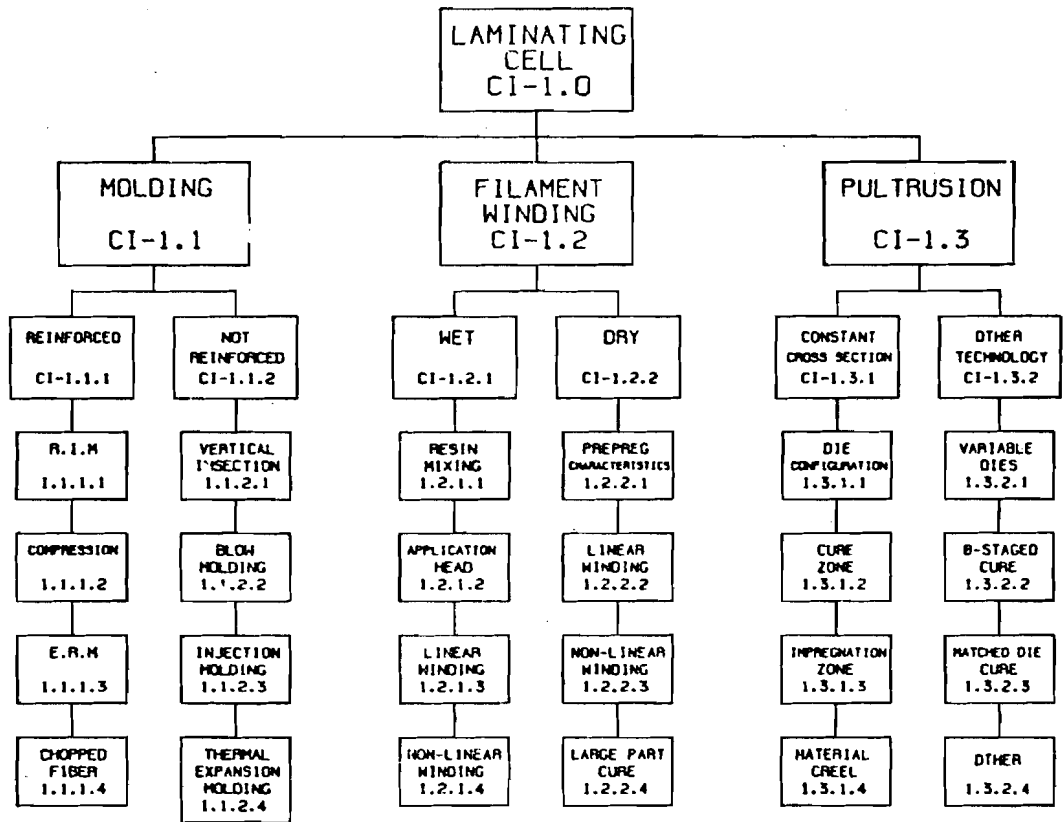 LAMINATING
CELL
CI-1.0
MOLDING
CI-1.1
FILAMENT
WINDING
CI-1.2
PULTRUSION
CI-1.3
REINFORCED
CI-1.1.1
NOT
REINFORCED
CI-1.1.2
WET
CI-1.2.1
DRY
CI-1.2.2
CONSTANT
CROSS SECTION
CI-1.3.1
OTHER
TECHNOLOGY
CI-1.3.2
R.I.M
1.1.1.1
VERTICAL
INSECTION
1.1.2.1
RESIN
MIXING
1.2.1.1
PREPREG
CHARACTERISTICS
1.2.2.1
DIE
CONFIGURATION
1.3.1.1
VARIABLE
DIES
1.3.2.1
COMPRESSION
1.1.1.2
BLOW
MOLDING
1.1.2.2
APPLICATION
HEAD
1.2.1.2
LINEAR
WINDING
1.2.2.2
CURE
ZONE
1.3.1.2
B-STAGED
CURE
1.3.2.2
E.R.M
1.1.1.3
INJECTION
MOLDING
1.1.2.3
LINEAR
WINDING
1.2.1.3
NON-LINEAR
WINDING
1.2.2.3
IMPREGNATION
ZONE
1.3.1.3
MATCHED DIE
CURE
1.3.2.3
CHOPPED
FIBER
1.1.1.4
THERMAL
EXPANSION
MOLDING
1.1.2.4
NON-LINEAR
WINDING
1.2.1.4
LARGE PART
CURE
1.2.2.4
MATERIAL
CREEL
1.3.1.4
OTHER
1.3.2.4